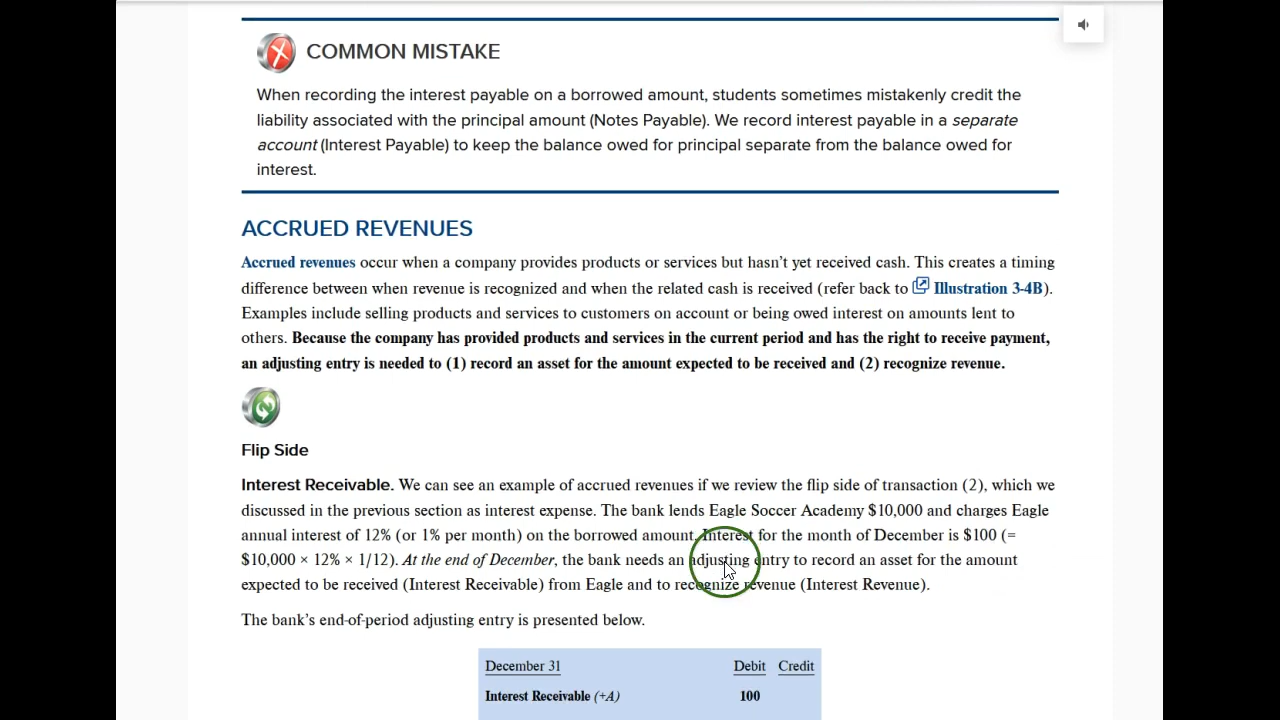 COMMON MISTAKE
When recording the interest payable on a borrowed amount, students sometimes mistakenly credit the
liability associated with the principal amount (Notes Payable). We record interest payable in a separate
account (Interest Payable) to keep the balance owed for principal separate from the balance owed for
interest.
ACCRUED REVENUES
Accrued revenues occur when a company provides products or services but hasn’t yet received cash. This creates a timing
difference between when revenue is recognized and when the related cash is received (refer back to Illustration 3-4B).
Examples include selling products and services to customers on account or being owed interest on amounts lent to
others. Because the company has provided products and services in the current period and has the right to receive payment,
an adjusting entry is needed to (1) record an asset for the amount expected to be received and (2) recognize revenue.
Flip Side
Interest Receivable. We can see an example of accrued revenues if we review the flip side of transaction (2), which we
discussed in the previous section as interest expense. The bank lends Eagle Soccer Academy $10,000 and charges Eagle
annual interest of 12% (or 1% per month) on the borrowed amount. Interest for the month of December is $100 (=
$10,000 × 12% × 1/12). At the end of December, the bank needs an adjusting entry to record an asset for the amount
expected to be received (Interest Receivable) from Eagle and to recognize revenue (Interest Revenue).
The bank’s end-of-period adjusting entry is presented below.
December 31 Debit Credit
Interest Receivable (+A) 100